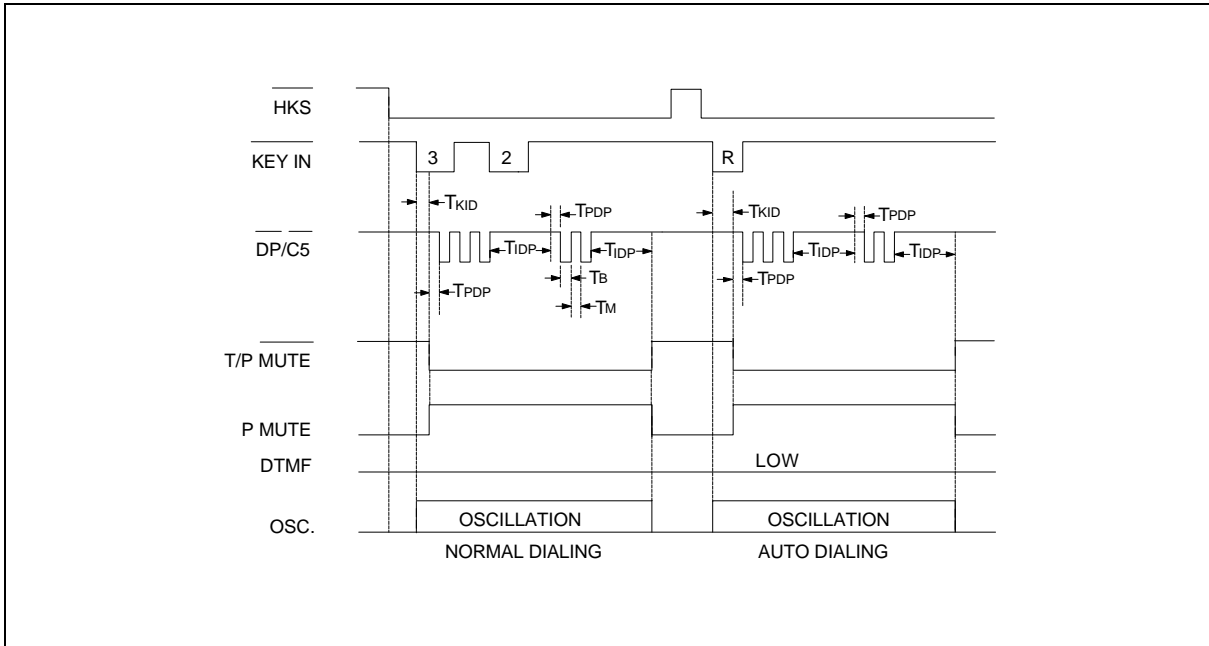 HKS
KEY IN
3
2
R
TKID
TPDP
TKID
TPDP
DP/C5
TIDP
TIDP
TIDP
TIDP
TPDP
TB
TPDP
TM
T/P MUTE
P MUTE
DTMF
LOW
OSC.
OSCILLATION
OSCILLATION
NORMAL DIALING
AUTO DIALING